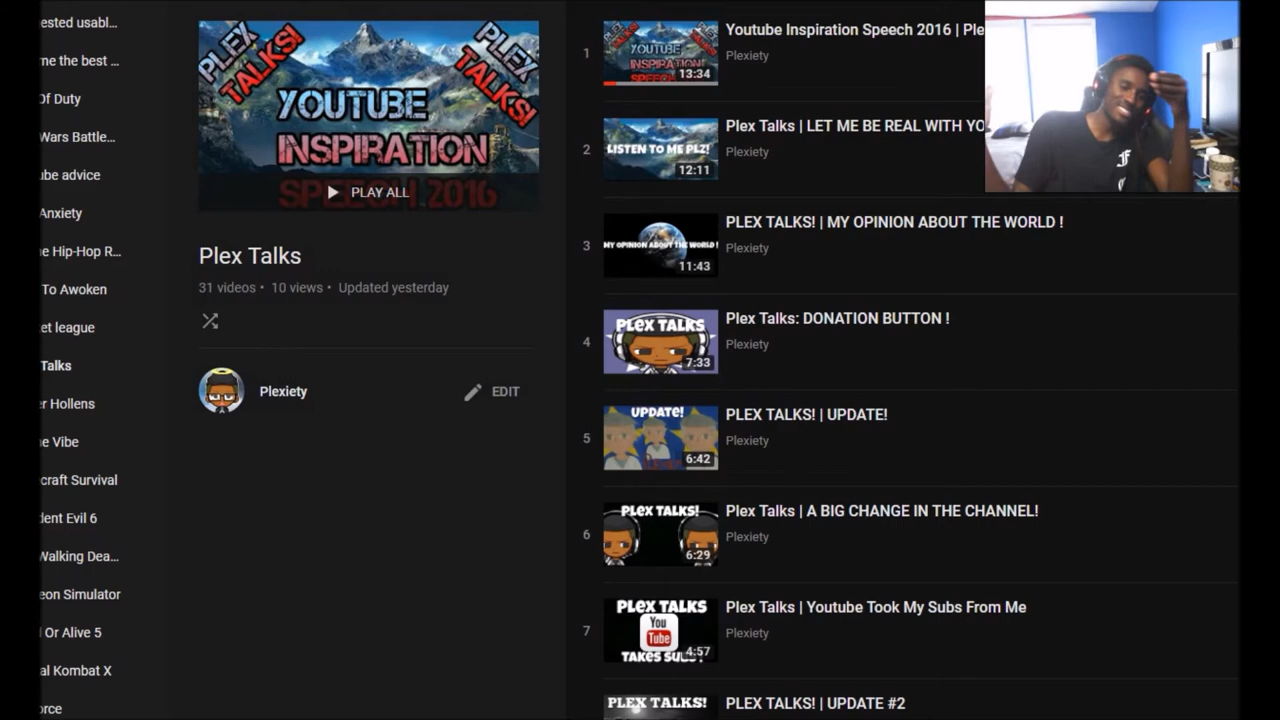 ested usabl...
me the best ...
Of Duty
Wars Battle...
ube advice
Anxiety
e Hip-Hop R...
To Awoken
et league
Talks
er Hollens
e Vibe
craft Survival
dent Evil 6
Walking Dea...
eon Simulator
l Or Alive 5
al Kombat X
orce
PLEX TALKS!
PLEX TALKS!
YOUTUBE
INSPIRATION
SPEECH 2016
PLAY ALL
Plex Talks
31 videos • 10 views • Updated yesterday
Plexiety
EDIT
1
PLEX TALKS!
PLEX TALKS!
YOUTUBE
INSPIRATION
SPEECH
13:34
Youtube Inspiration Speech 2016 | Ple
Plexiety
2
LISTEN TO ME PLZ!
12:11
Plex Talks | LET ME BE REAL WITH YO
Plexiety
3
MY OPINION ABOUT THE WORLD !
11:43
PLEX TALKS! | MY OPINION ABOUT THE WORLD !
Plexiety
4
PLEX TALKS
7:33
Plex Talks: DONATION BUTTON !
Plexiety
5
UPDATE!
6:42
PLEX TALKS! | UPDATE!
Plexiety
6
PLEX TALKS!
6:29
Plex Talks | A BIG CHANGE IN THE CHANNEL!
Plexiety
7
PLEX TALKS
You
Tube
4:57
TAKES SUBS !
Plex Talks | Youtube Took My Subs From Me
Plexiety
PLEX TALKS!
PLEX TALKS! | UPDATE #2